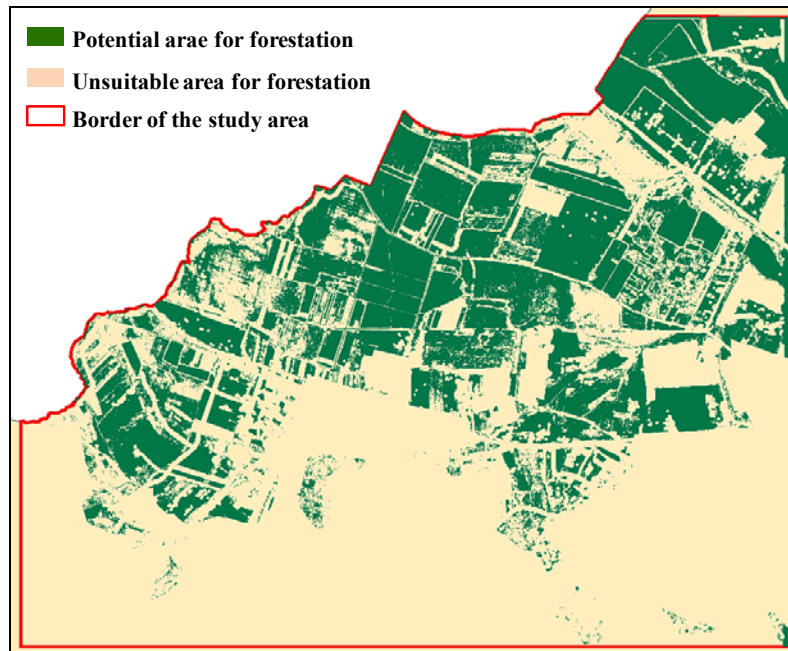 Potential arae for forestation
Unsuitable area for forestation
Border of the study area